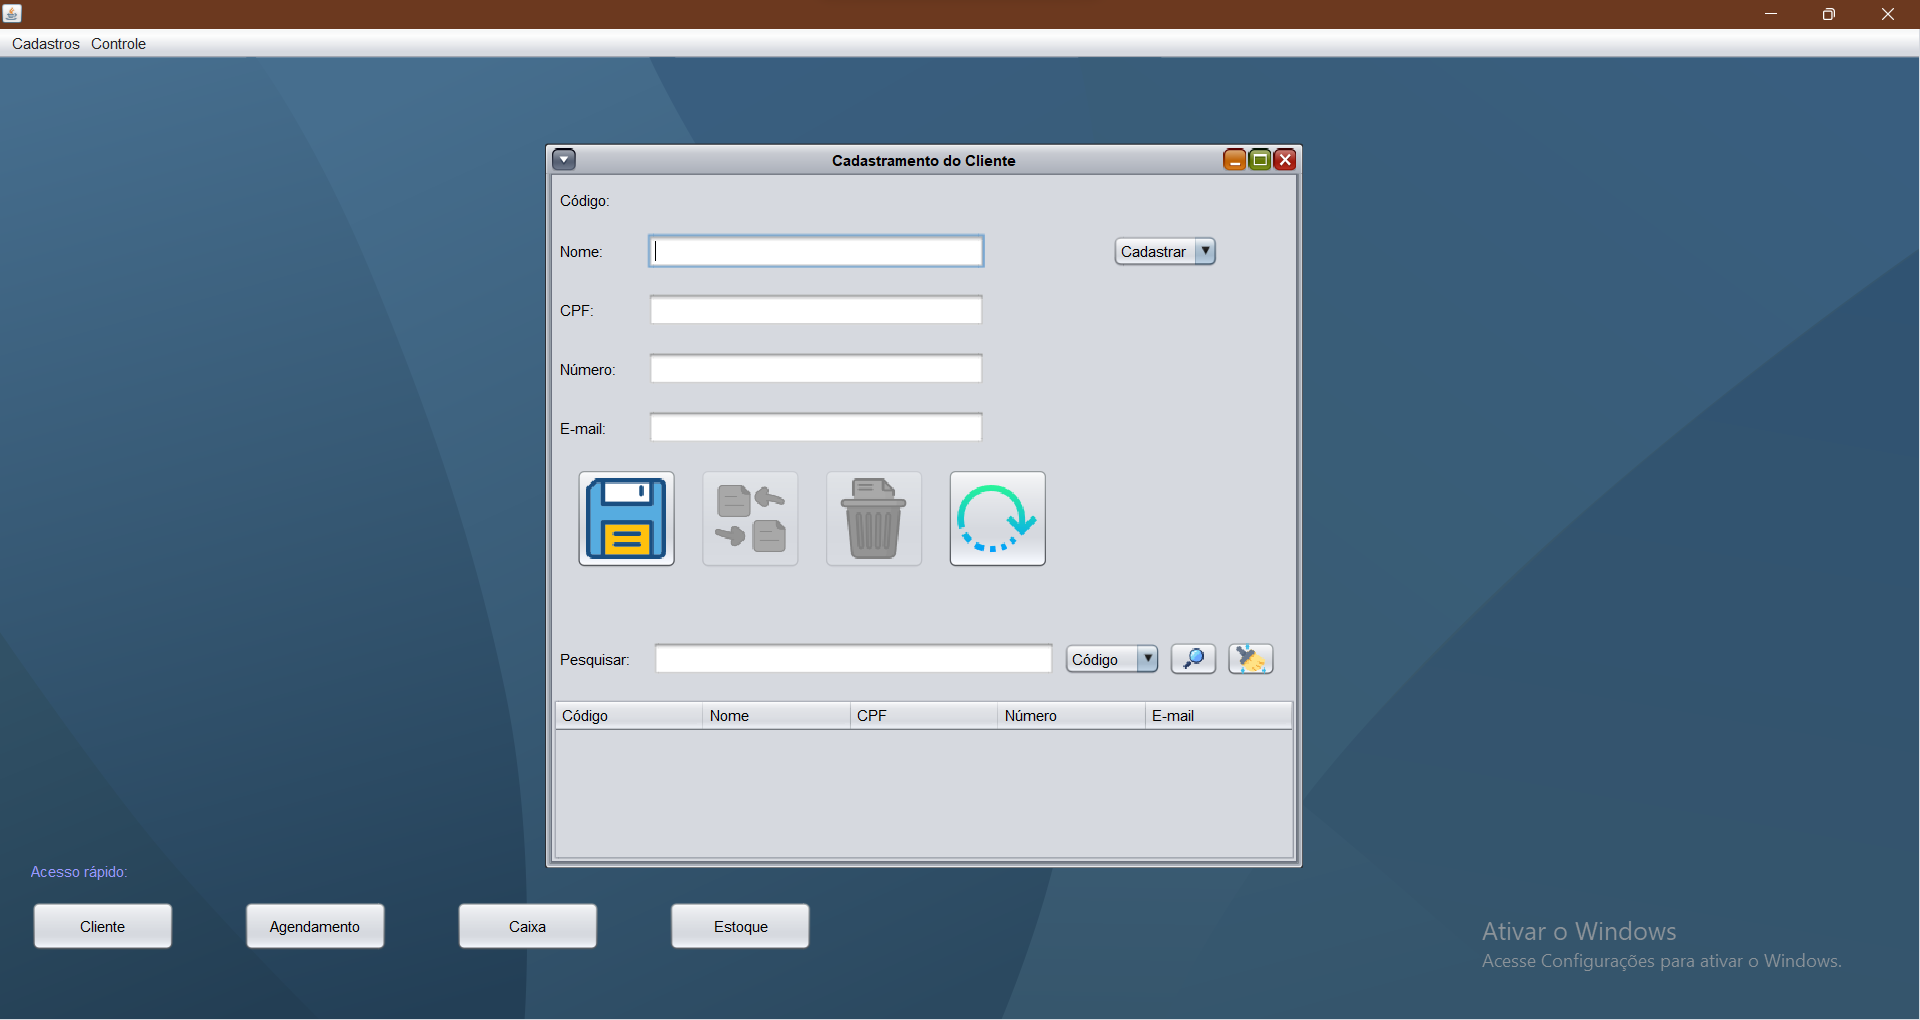 Cadastros Controle
Cadastramento do Cliente
Código:
Nome:
Cadastrar
CPF:
Número:
E-mail:
Pesquisar:
Código
Código Nome CPF Número E-mail
Acesso rápido:
Cliente Agendamento Caixa Estoque
Ativar o Windows
Acesse Configurações para ativar o Windows.